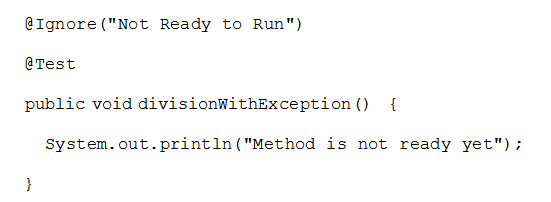 @Ignore("Not Ready to Run")
@Test
public void divisionWithException() {
System.out.println("Method is not ready yet");
}